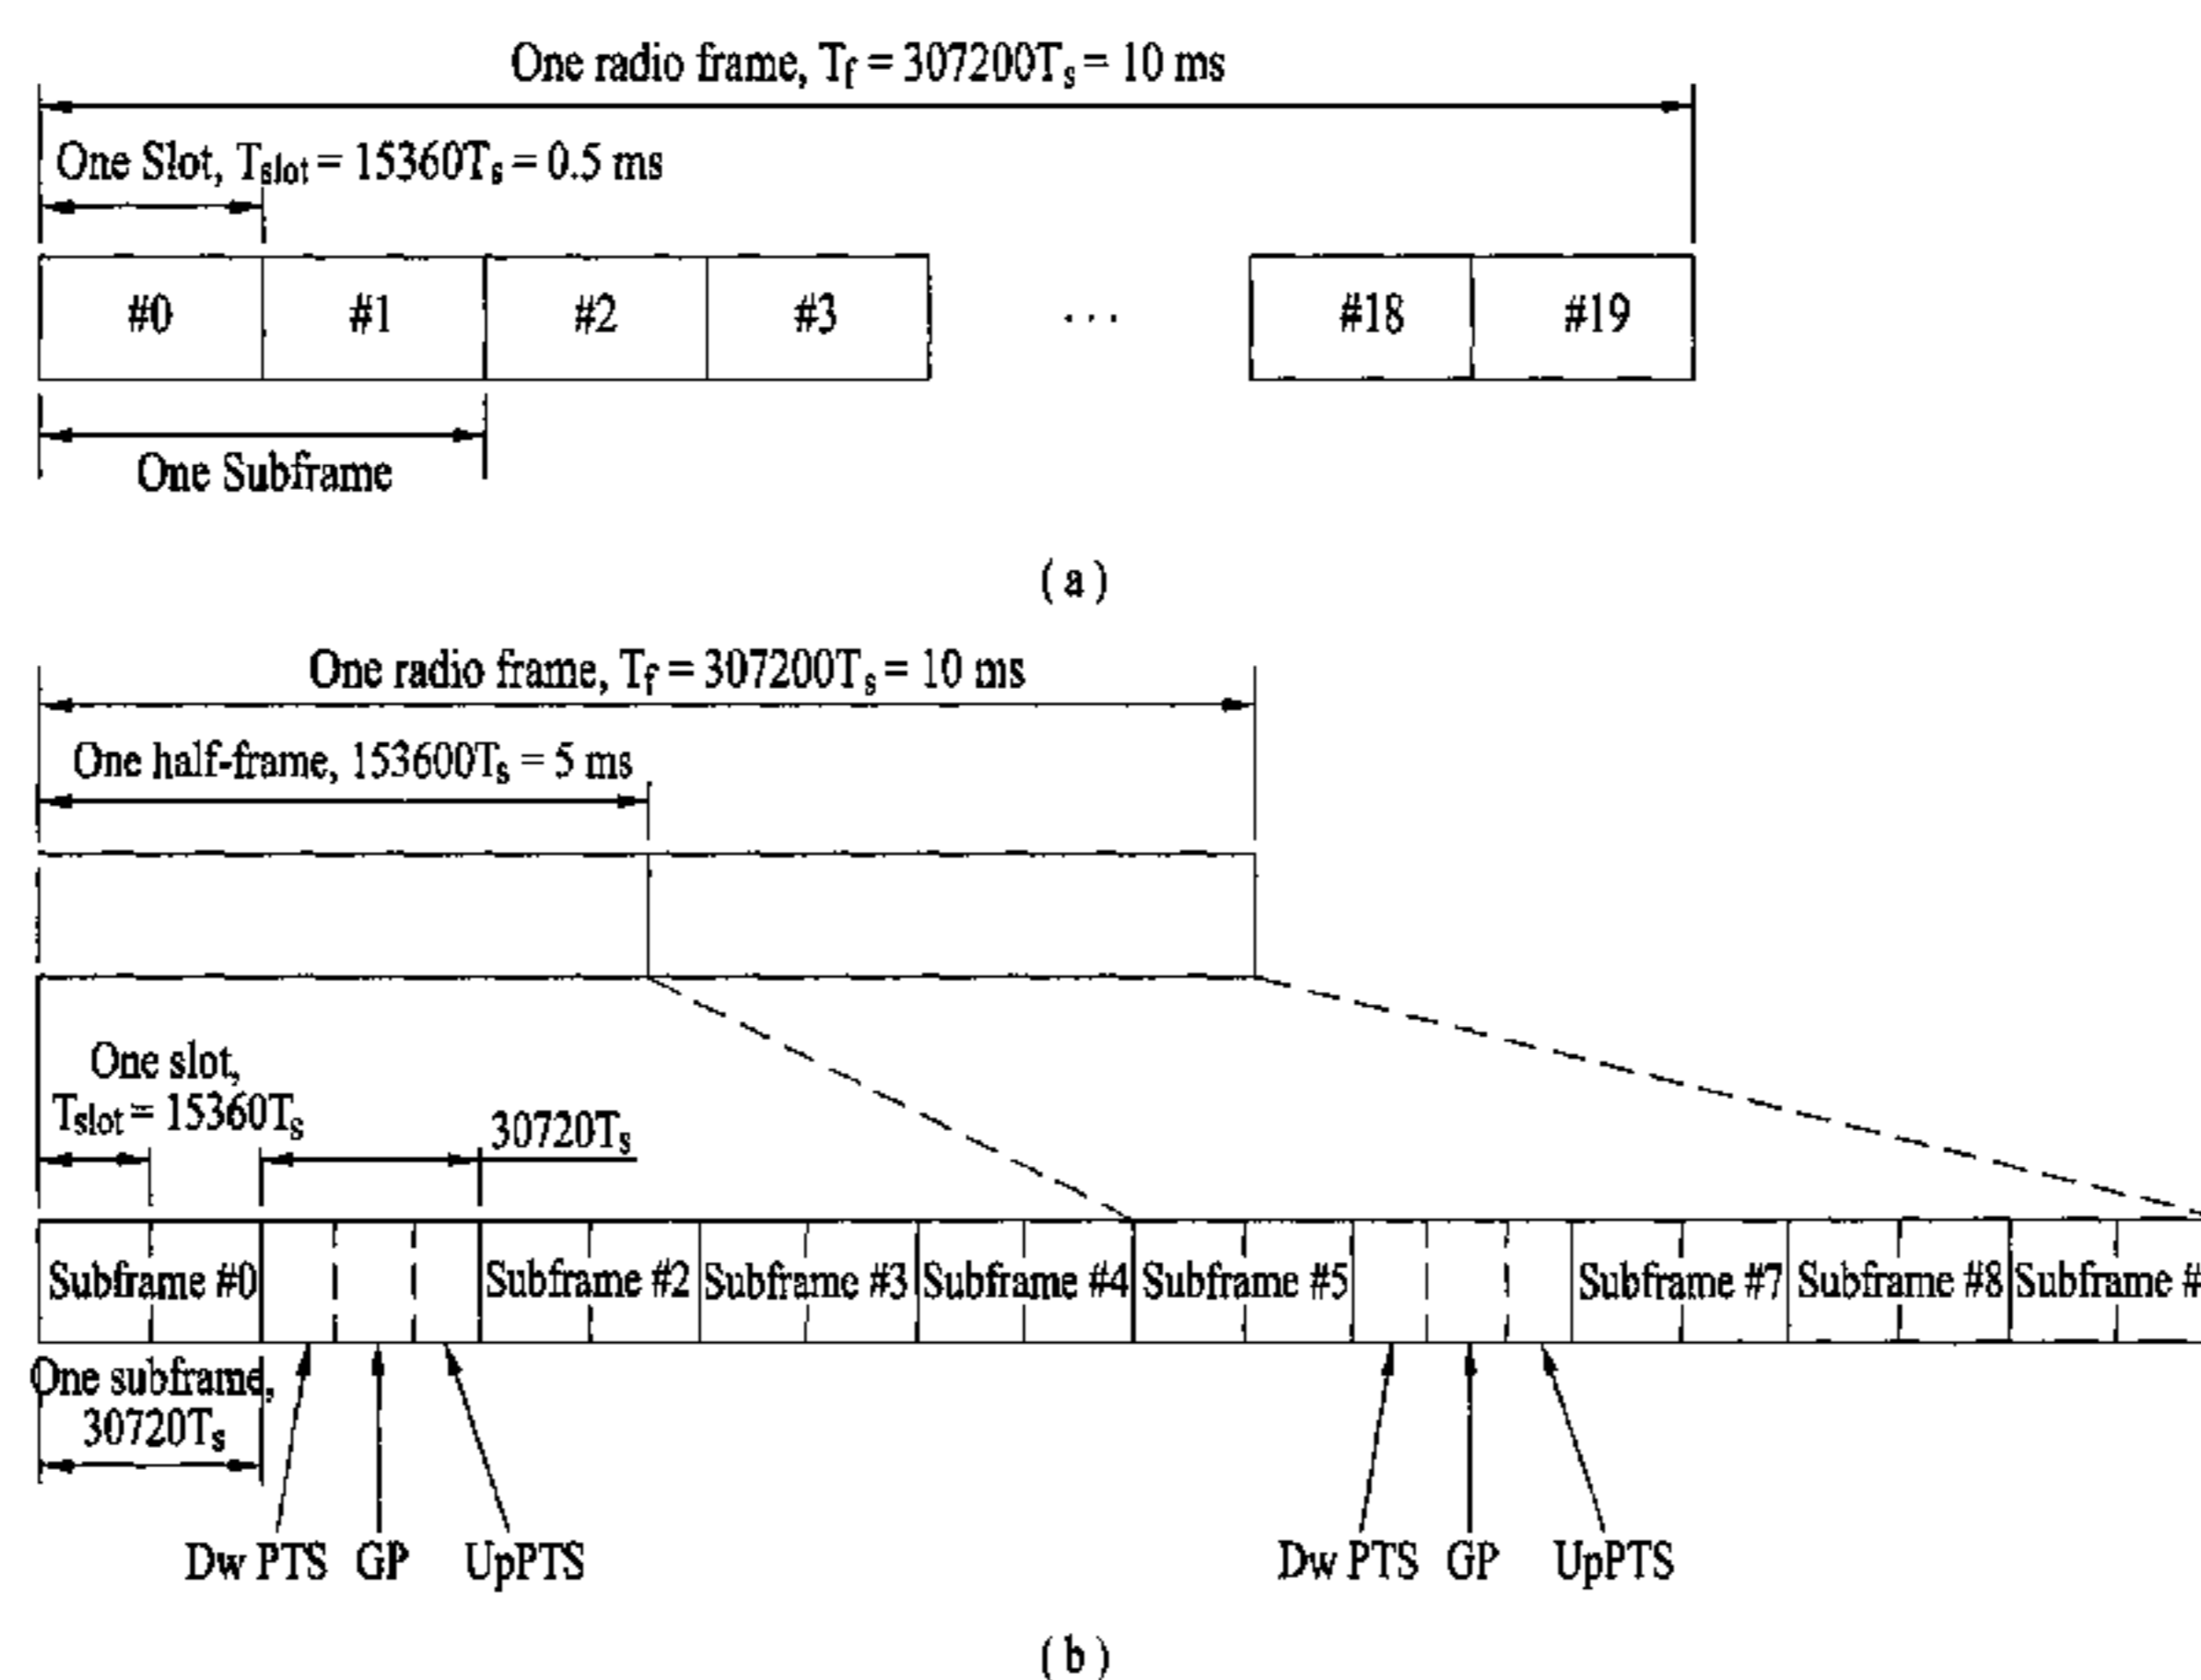 One radio frame, Tf = 307200Ts = 10 ms
One Slot, Tslot = 15360Ts = 0.5 ms
#0 #1 #2 #3 ... #18 #19
One Subframe
( a )
One radio frame, Tf = 307200Ts = 10 ms
One half-frame, 153600Ts = 5 ms
One slot,
Tslot = 15360Ts
30720Ts
Subframe #0 Subframe #2 Subframe #3 Subframe #4 Subframe #5 Subframe #7 Subframe #8 Subframe #
One subframe,
30720Ts
Dw PTS GP UpPTS Dw PTS GP UpPTS
( b )